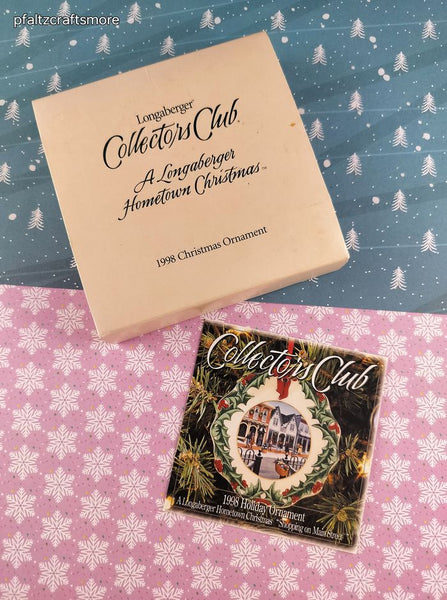 pfaltzcraftsmore
Longaberger®
Collectors Club®
A Longaberger
Hometown Christmas™
1998 Christmas Ornament
Collectors Club
1998 Holiday Ornament
A Longaberger Hometown Christmas "Shopping on Main Street"